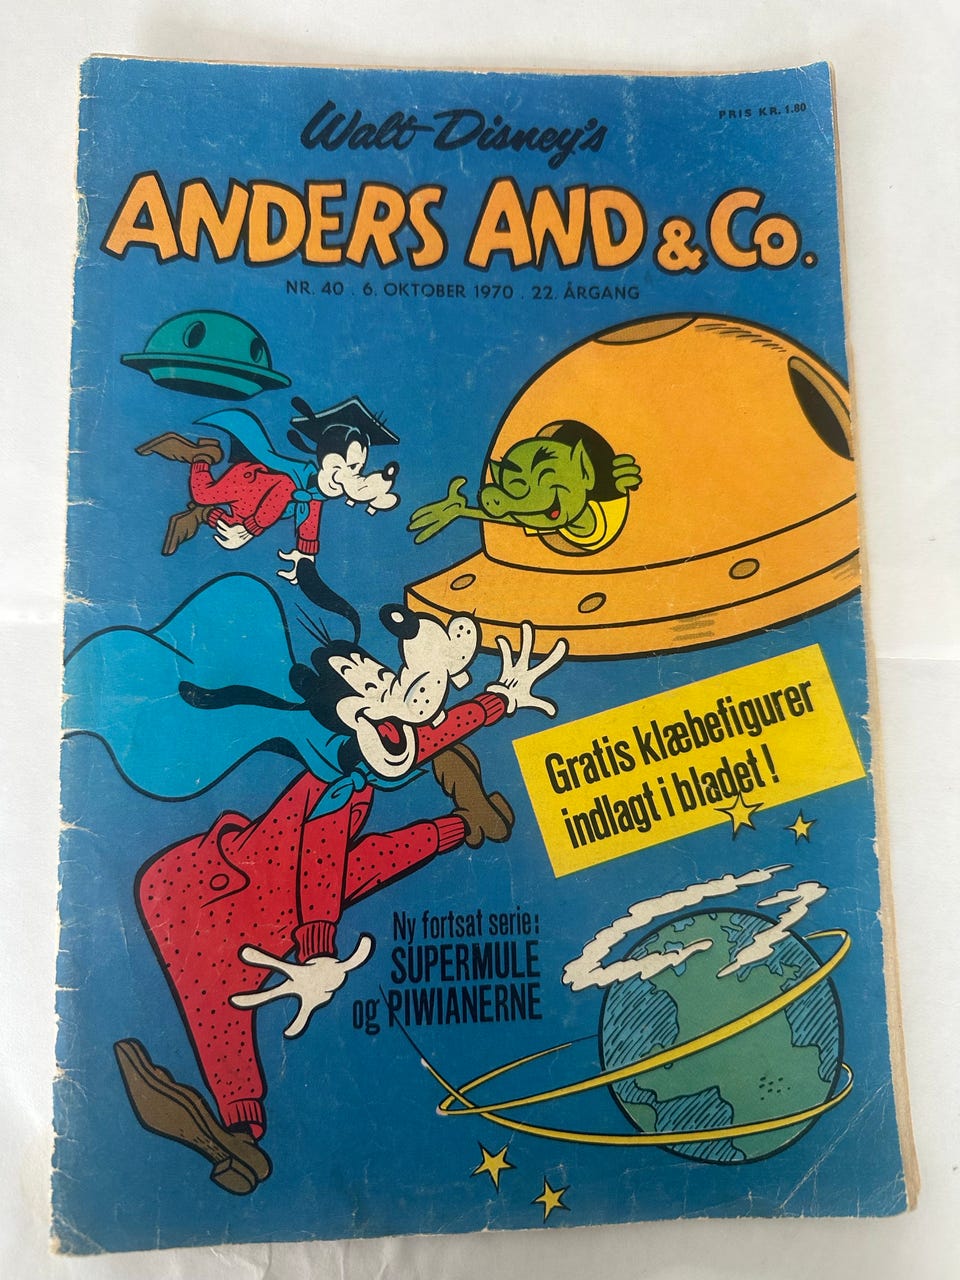 PRIS KR. 1.80
Walt Disney's
ANDERS AND & Co.
NR. 40 . 6. OKTOBER 1970 . 22. ÅRGANG
Gratis klæbefigurer
indlagt i bladet!
Ny fortsat serie:
SUPERMULE
og PIWIANERNE